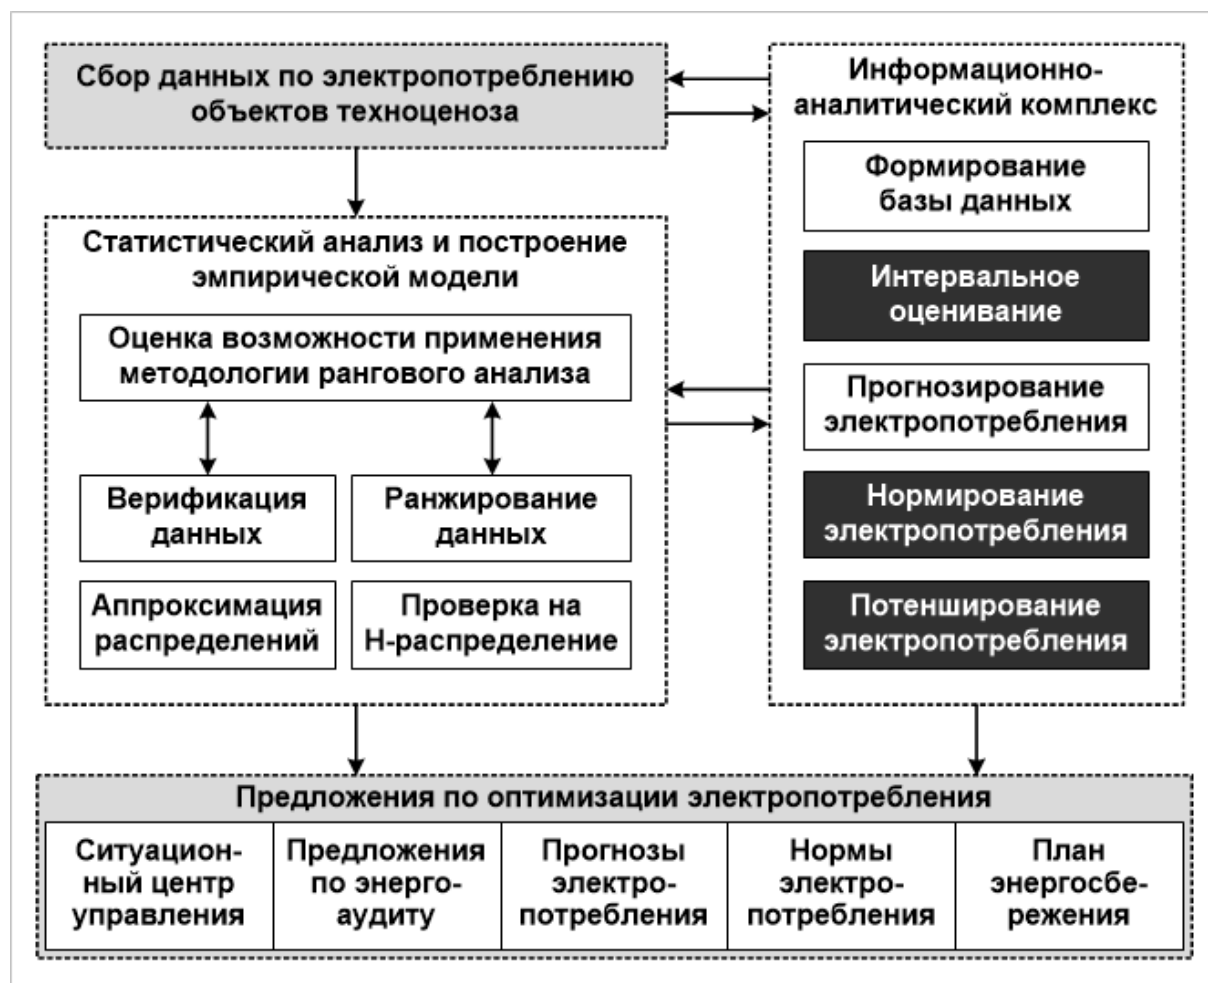 Сбор данных по электропотреблению
объектов техноценоза
Информационно-
аналитический комплекс
Формирование
базы данных
Интервальное
оценивание
Прогнозирование
электропотребления
Нормирование
электропотребления
Потенширование
электропотребления
Статистический анализ и построение
эмпирической модели
Оценка возможности применения
методологии рангового анализа
Верификация
данных
Ранжирование
данных
Аппроксимация
распределений
Проверка на
Н-распределение
Предложения по оптимизации электропотребления
Ситуацион-
ный центр
управления
Предложения
по энерго-
аудиту
Прогнозы
электро-
потребления
Нормы
электро-
потребления
План
энергосбе-
режения